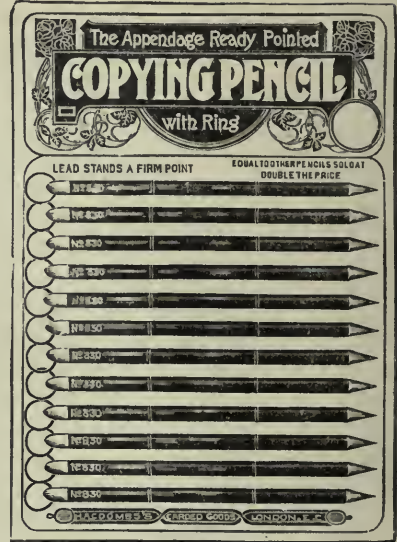 The Appendage Ready Pointed
COPYING PENCIL
with Ring
LEAD STANDS A FIRM POINT
EQUAL TO OTHER PENCILS SOLD AT
DOUBLE THE PRICE
Nº 830
Nº 830
Nº 830
Nº 830
Nº 830
Nº 830
Nº 830
Nº 830
Nº 830
Nº 830
Nº 830
Nº 830
MACOMBE'S CARDED GOODS LONDON, E.C.